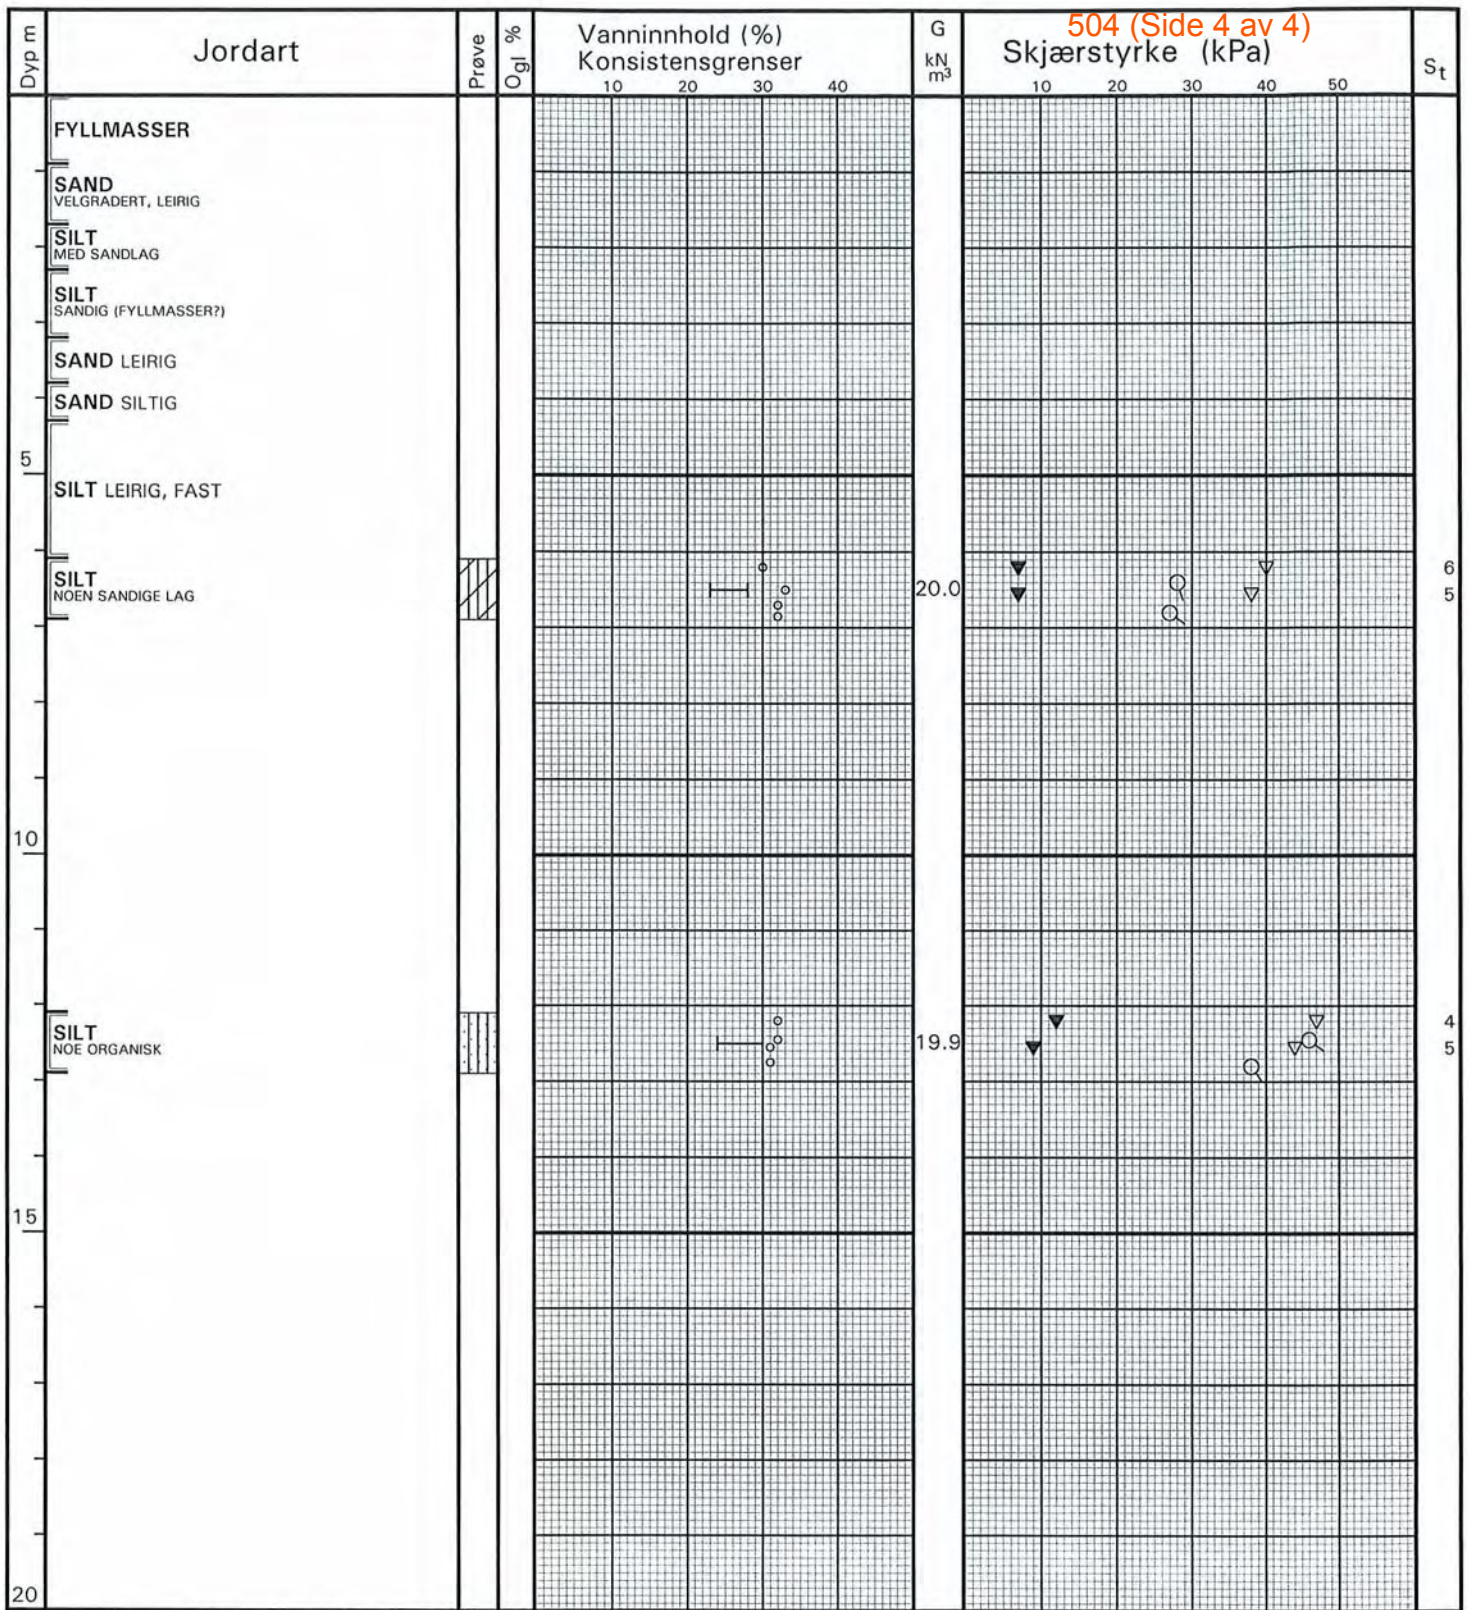 504 (Side 4 av 4)
Dyp m
Jordart
Prøve
Ogl %
Vanninnhold (%)
Konsistensgrenser
10 20 30 40
G
kN
m³
Skjærstyrke (kPa)
10 20 30 40 50
St
FYLLMASSER
SAND
VELGRADERT, LEIRIG
SILT
MED SANDLAG
SILT
SANDIG (FYLLMASSER?)
SAND LEIRIG
SAND SILTIG
5
SILT LEIRIG, FAST
SILT
NOEN SANDIGE LAG
20.0
6
5
10
SILT
NOE ORGANISK
19.9
4
5
15
20